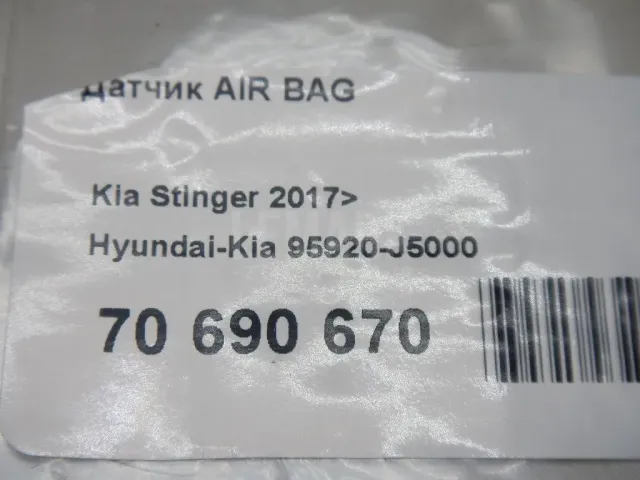 Датчик AIR BAG
Kia Stinger 2017>
Hyundai-Kia 95920-J5000
70 690 670